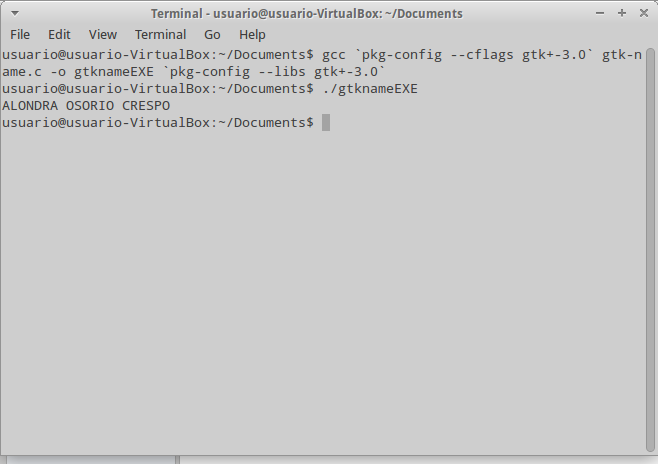 Terminal - usuario@usuario-VirtualBox: ~/Documents
File Edit View Terminal Go Help
usuario@usuario-VirtualBox:~/Documents$ gcc `pkg-config --cflags gtk+-3.0` gtk-n
ame.c -o gtknameEXE `pkg-config --libs gtk+-3.0`
usuario@usuario-VirtualBox:~/Documents$ ./gtknameEXE
ALONDRA OSORIO CRESPO
usuario@usuario-VirtualBox:~/Documents$